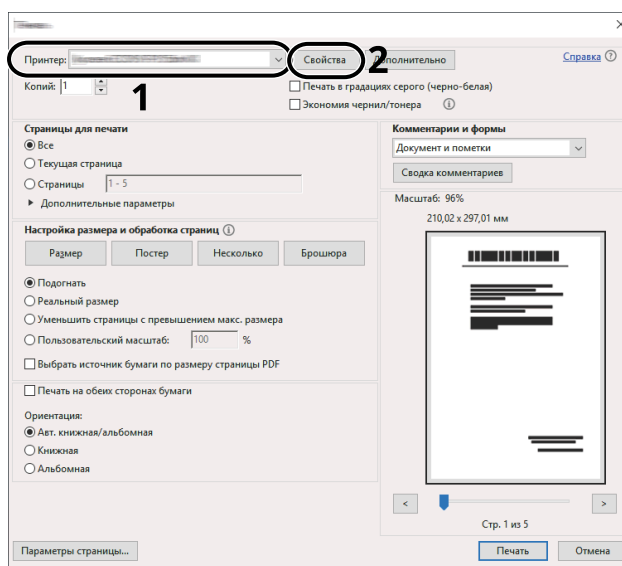 Принтер:
Свойства
2
Дополнительно
Справка
Копий: 1
1
Печать в градациях серого (черно-белая)
Экономия чернил/тонера
Страницы для печати
Все
Текущая страница
Страницы 1 - 5
Дополнительные параметры
Комментарии и формы
Документ и пометки
Сводка комментариев
Настройка размера и обработка страниц
Размер
Постер
Несколько
Брошюра
Подогнать
Реальный размер
Уменьшить страницы с превышением макс. размера
Пользовательский масштаб: 100 %
Выбрать источник бумаги по размеру страницы PDF
Печать на обеих сторонах бумаги
Ориентация:
Авт. книжная/альбомная
Книжная
Альбомная
Масштаб: 96%
210,02 x 297,01 мм
<
>
Стр. 1 из 5
Параметры страницы...
Печать
Отмена